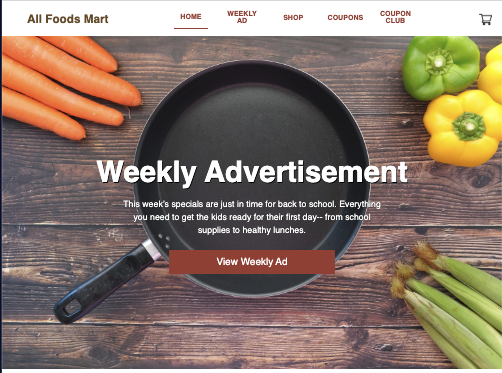 All Foods Mart
HOME
WEEKLY
AD
SHOP
COUPONS
COUPON
CLUB
Weekly Advertisement
This week's specials are just in time for back to school. Everything
you need to get the kids ready for their first day-- from school
supplies to healthy lunches.
View Weekly Ad